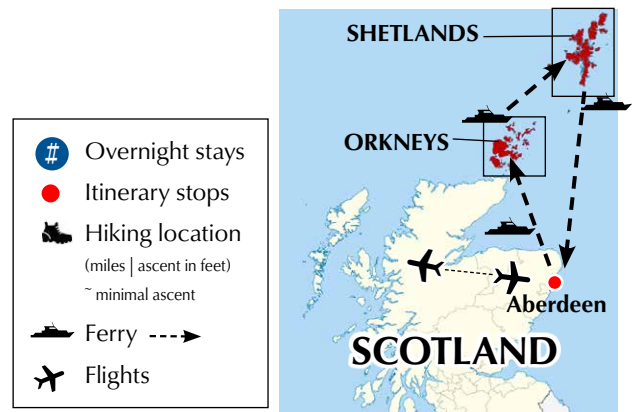 # Overnight stays
Itinerary stops
Hiking location
(miles | ascent in feet)
~ minimal ascent
Ferry
Flights
SHETLANDS
ORKNEYS
Aberdeen
SCOTLAND